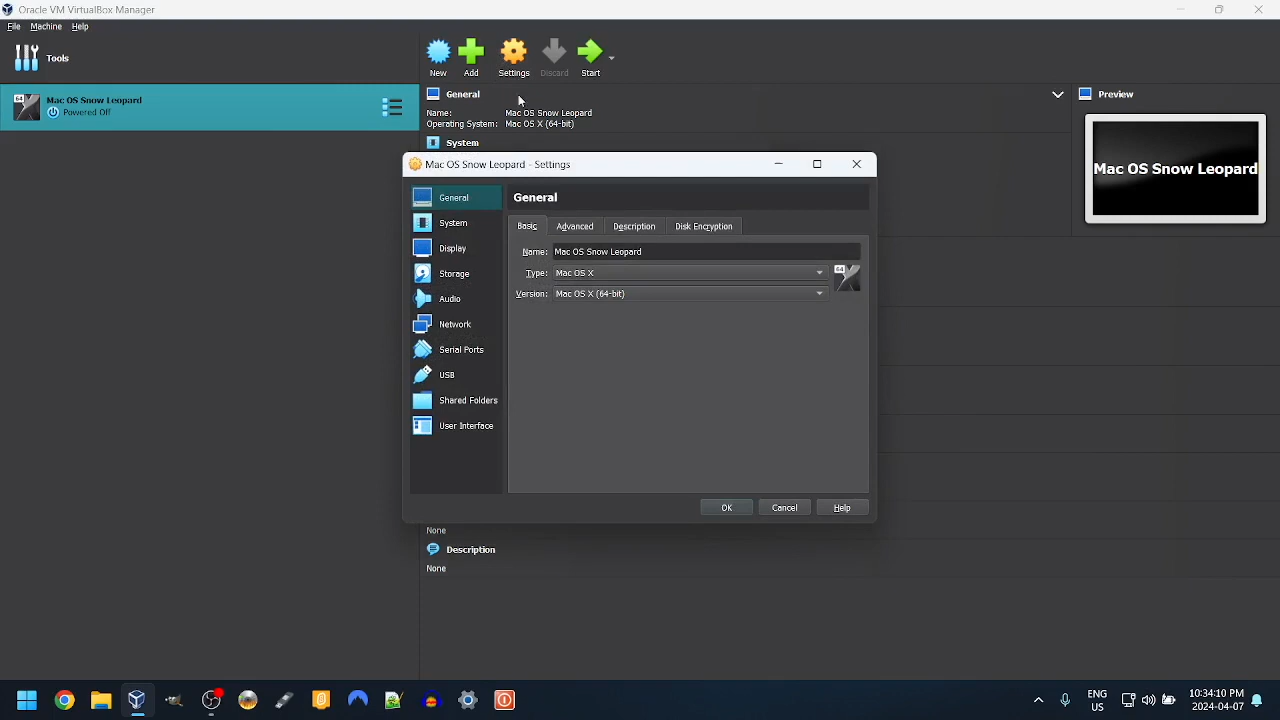 Oracle VM VirtualBox Manager
File Machine Help
Tools
New Add Settings Discard Start
64 Mac OS Snow Leopard
Powered Off
General
Name: Mac OS Snow Leopard
Operating System: Mac OS X (64-bit)
System
Preview
Mac OS Snow Leopard
Mac OS Snow Leopard - Settings
General
System
Display
Storage
Audio
Network
Serial Ports
USB
Shared Folders
User Interface
General
Basic Advanced Description Disk Encryption
Name: Mac OS Snow Leopard
Type: Mac OS X
64
Version: Mac OS X (64-bit)
OK Cancel Help
None
Description
None
ENG
US
10:34:10 PM
2024-04-07